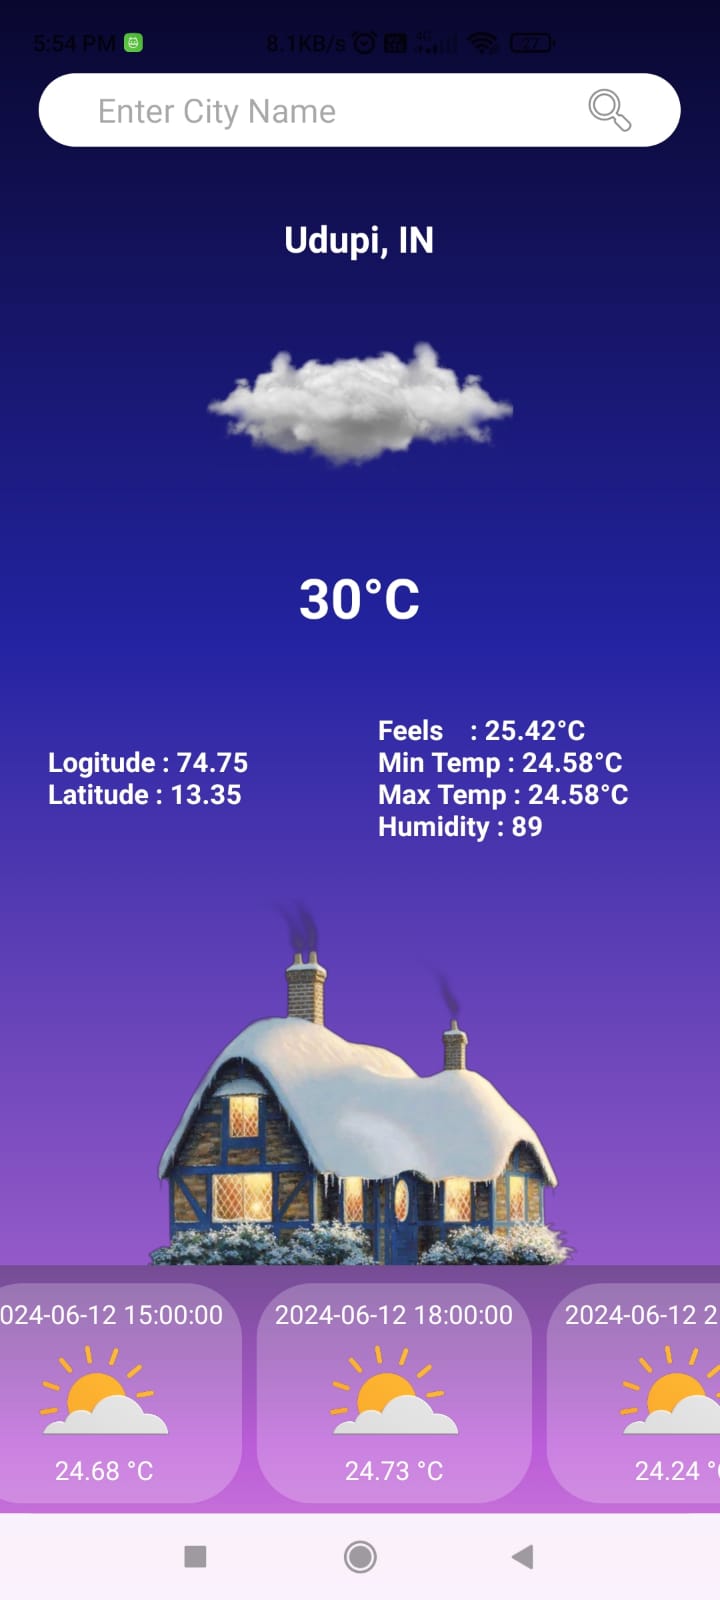 5:54 PM 8.1KB/s 4G 27
Enter City Name
Udupi, IN
30°C
Logitude : 74.75
Latitude : 13.35
Feels : 25.42°C
Min Temp : 24.58°C
Max Temp : 24.58°C
Humidity : 89
024-06-12 15:00:00
24.68 °C
2024-06-12 18:00:00
24.73 °C
2024-06-12 2
24.24 °